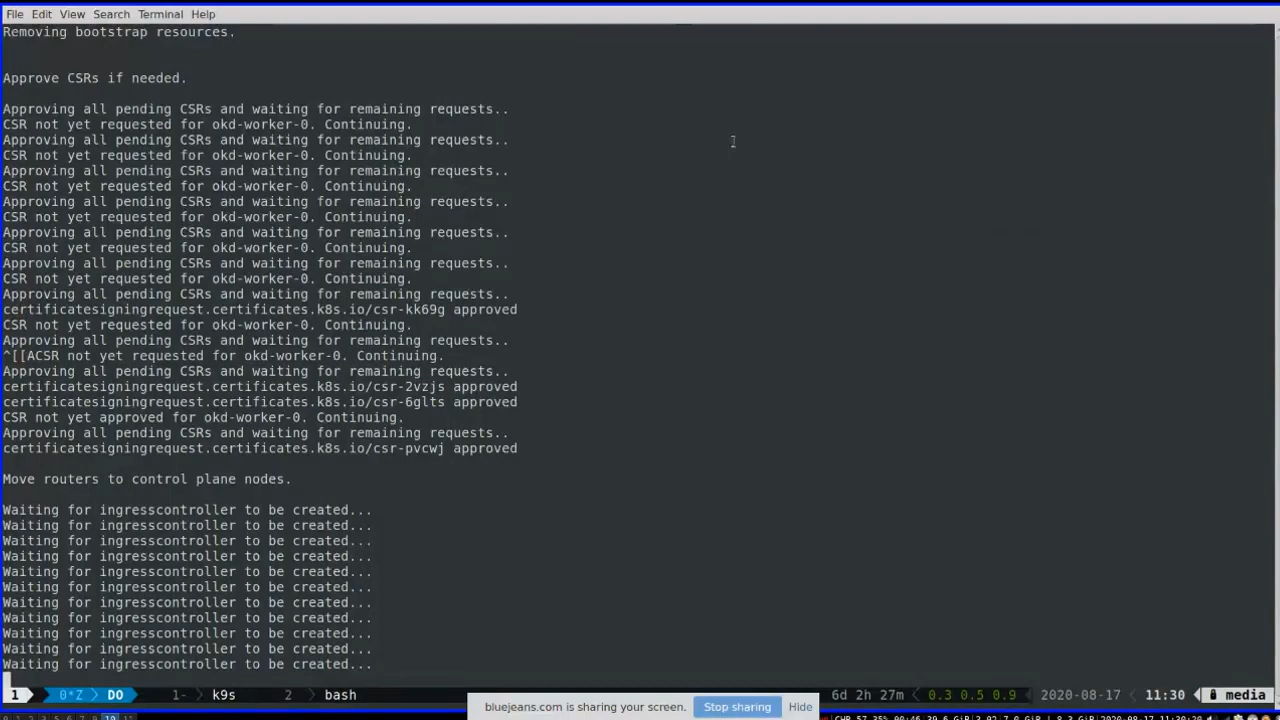 File Edit View Search Terminal Help
Removing bootstrap resources.
Approve CSRs if needed.
Approving all pending CSRs and waiting for remaining requests..
CSR not yet requested for okd-worker-0. Continuing.
Approving all pending CSRs and waiting for remaining requests..
CSR not yet requested for okd-worker-0. Continuing.
Approving all pending CSRs and waiting for remaining requests..
CSR not yet requested for okd-worker-0. Continuing.
Approving all pending CSRs and waiting for remaining requests..
CSR not yet requested for okd-worker-0. Continuing.
Approving all pending CSRs and waiting for remaining requests..
CSR not yet requested for okd-worker-0. Continuing.
Approving all pending CSRs and waiting for remaining requests..
CSR not yet requested for okd-worker-0. Continuing.
Approving all pending CSRs and waiting for remaining requests..
certificatesigningrequest.certificates.k8s.io/csr-kk69g approved
CSR not yet requested for okd-worker-0. Continuing.
Approving all pending CSRs and waiting for remaining requests..
^[[ACSR not yet requested for okd-worker-0. Continuing.
Approving all pending CSRs and waiting for remaining requests..
certificatesigningrequest.certificates.k8s.io/csr-2vzjs approved
certificatesigningrequest.certificates.k8s.io/csr-6glts approved
CSR not yet approved for okd-worker-0. Continuing.
Approving all pending CSRs and waiting for remaining requests..
certificatesigningrequest.certificates.k8s.io/csr-pvcwj approved
Move routers to control plane nodes.
Waiting for ingresscontroller to be created...
Waiting for ingresscontroller to be created...
Waiting for ingresscontroller to be created...
Waiting for ingresscontroller to be created...
Waiting for ingresscontroller to be created...
Waiting for ingresscontroller to be created...
Waiting for ingresscontroller to be created...
Waiting for ingresscontroller to be created...
Waiting for ingresscontroller to be created...
Waiting for ingresscontroller to be created...
Waiting for ingresscontroller to be created...
1 0*Z DO 1- k9s 2 bash 6d 2h 27m 0.3 0.5 0.9 2020-08-17 11:30 media
bluejeans.com is sharing your screen. Stop sharing Hide